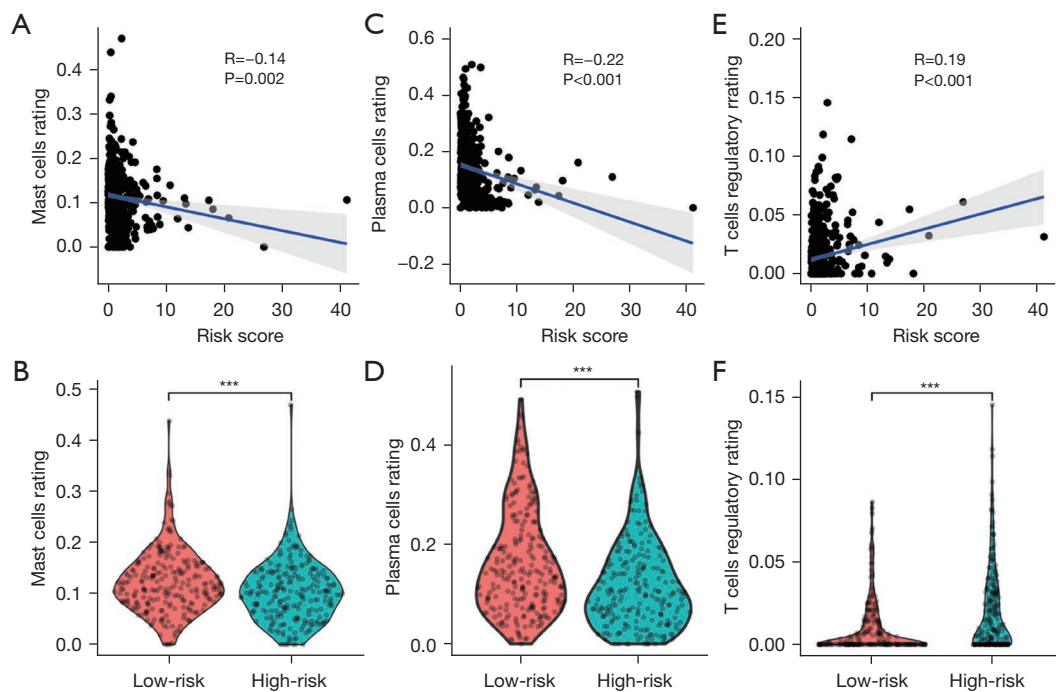 A
Mast cells rating
0.4
0.3
0.2
0.1
0.0
R=−0.14
P=0.002
0 10 20 30 40
Risk score
C
Plasma cells rating
0.6
0.4
0.2
0.0
−0.2
R=−0.22
P<0.001
0 10 20 30 40
Risk score
E
T cells regulatory rrating
0.20
0.15
0.10
0.05
0.00
R=0.19
P<0.001
0 10 20 30 40
Risk score
B
Mast cells rating
0.5
0.4
0.3
0.2
0.1
0.0
***
Low-risk High-risk
D
Plasma cells rating
0.4
0.2
0.0
***
Low-risk High-risk
F
T cells regulatory rating
0.15
0.10
0.05
0.00
***
Low-risk High-risk